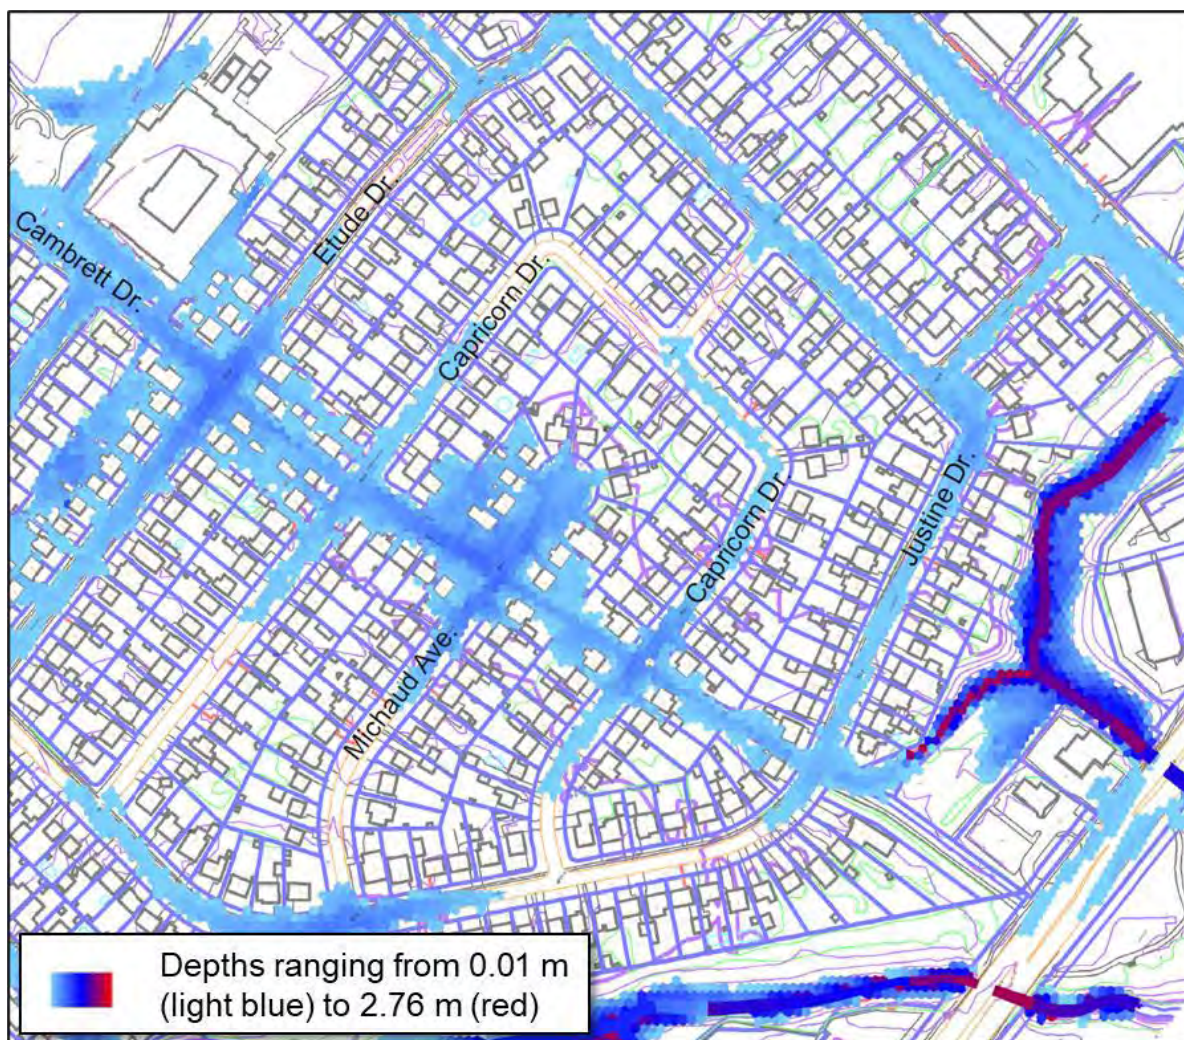 Cambrett Dr.
Etude Dr.
Capricorn Dr.
Capricorn Dr.
Justine Dr.
Michaud Ave.
Depths ranging from 0.01 m
(light blue) to 2.76 m (red)